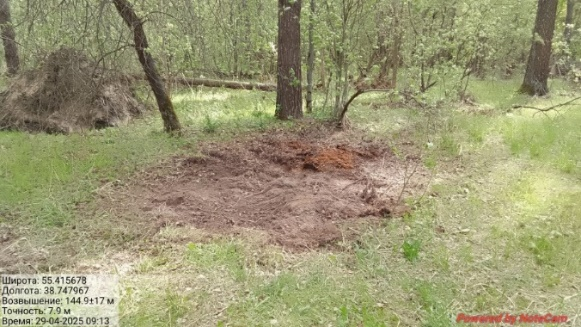 Широта: 55.415678
Долгота: 38.747967
Возвышение: 144.9±17 м
Точность: 7.9 м
Время: 29-04-2025 09:13
Powered by NoteCam